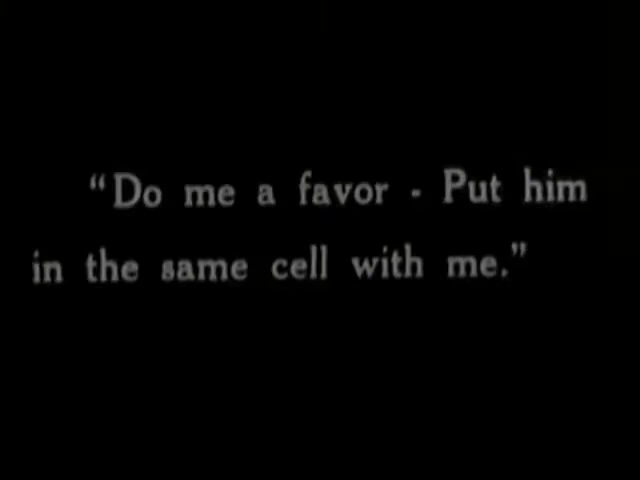 “Do me a favor - Put him
in the same cell with me.”